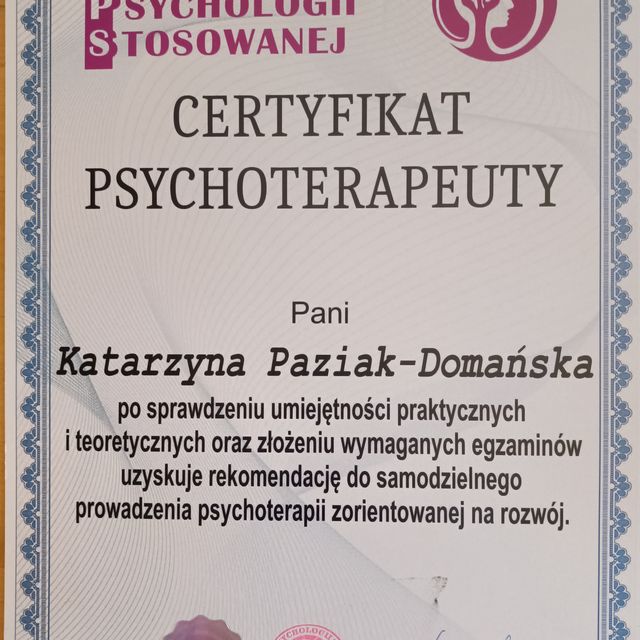 PSYCHOLOGII
STOSOWANEJ
CERTYFIKAT
PSYCHOTERAPEUTY
Pani
Katarzyna Paziak-Domańska
po sprawdzeniu umiejętności praktycznych
i teoretycznych oraz złożeniu wymaganych egzaminów
uzyskuje rekomendację do samodzielnego
prowadzenia psychoterapii zorientowanej na rozwój.